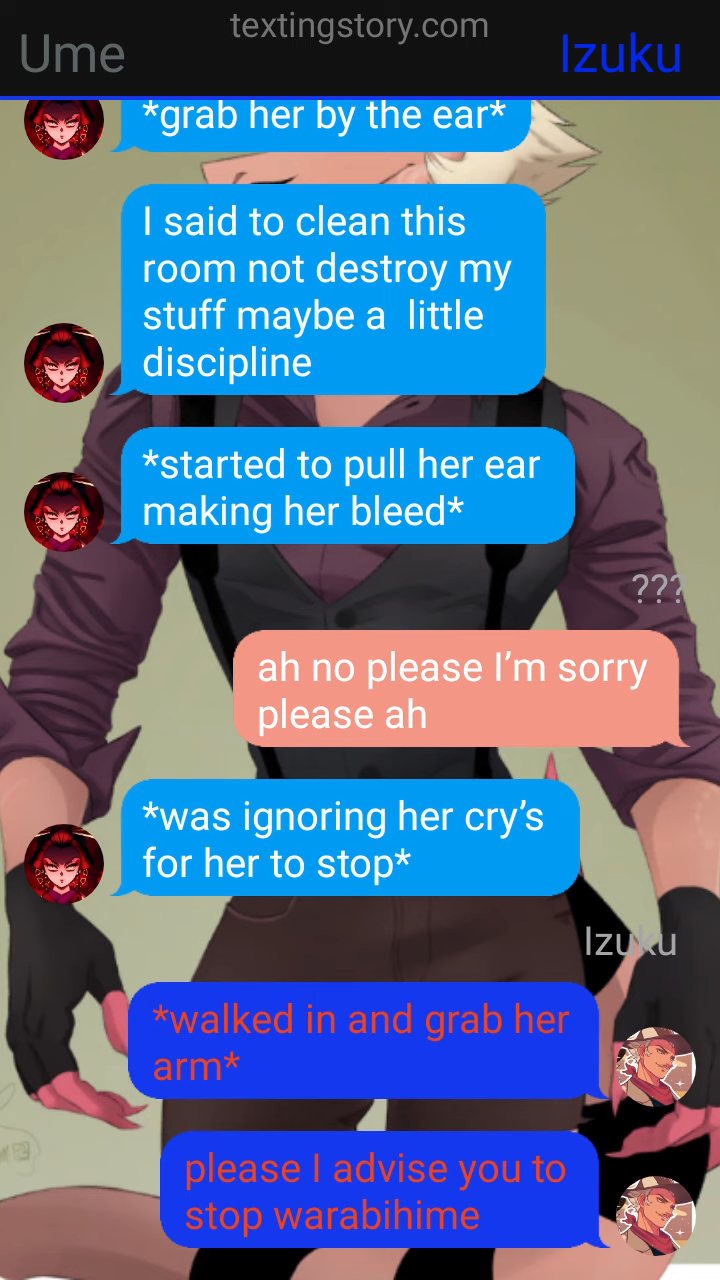 textingstory.com
Ume
Izuku
*grab her by the ear*
I said to clean this
room not destroy my
stuff maybe a  little
discipline
*started to pull her ear
making her bleed*
???
ah no please I’m sorry
please ah
*was ignoring her cry’s
for her to stop*
Izuku
*walked in and grab her
arm*
please I advise you to
stop warabihime